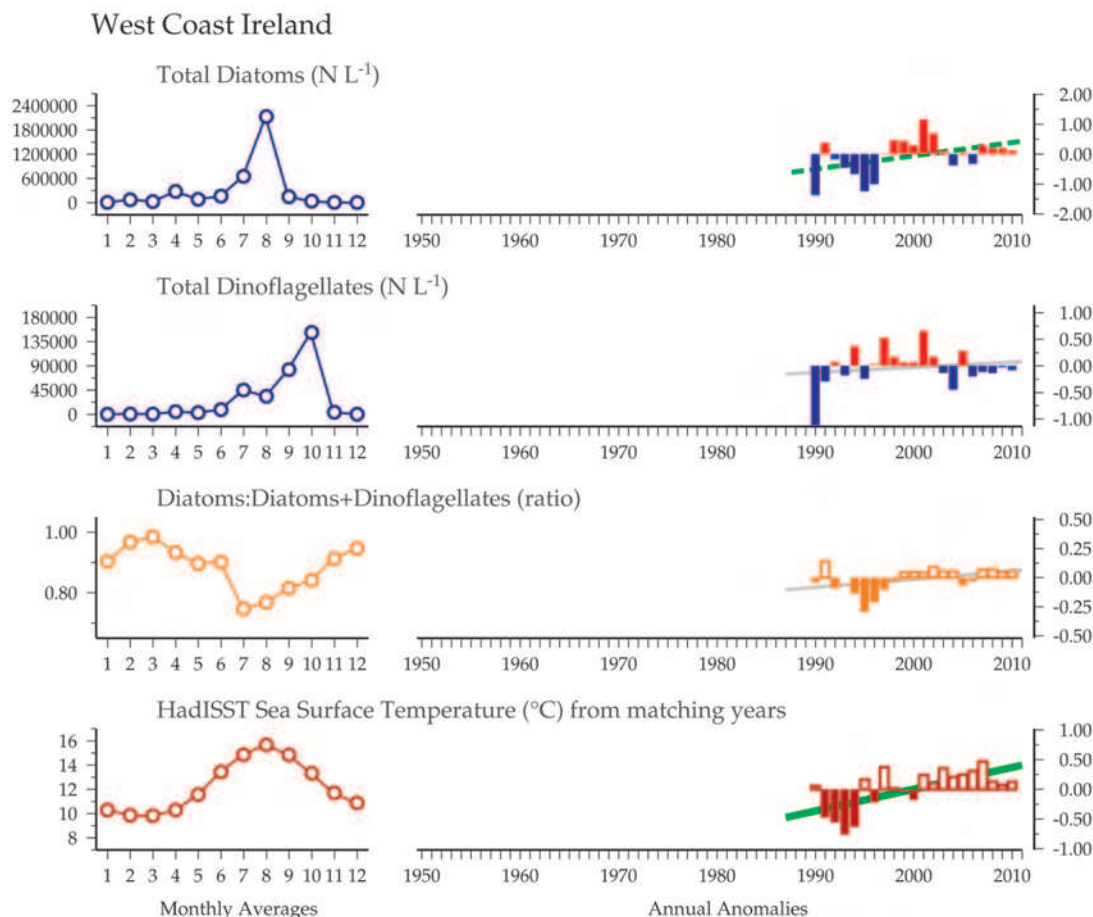 West Coast Ireland
Total Diatoms (N L⁻¹)
2400000
1800000
1200000
600000
0
1 2 3 4 5 6 7 8 9 10 11 12
1950 1960 1970 1980 1990 2000 2010
2.00
1.00
0.00
-1.00
-2.00
Total Dinoflagellates (N L⁻¹)
180000
135000
90000
45000
0
1 2 3 4 5 6 7 8 9 10 11 12
1950 1960 1970 1980 1990 2000 2010
1.00
0.50
0.00
-0.50
-1.00
Diatoms:Diatoms+Dinoflagellates (ratio)
1.00
0.80
1 2 3 4 5 6 7 8 9 10 11 12
1950 1960 1970 1980 1990 2000 2010
0.50
0.25
0.00
-0.25
-0.50
HadISST Sea Surface Temperature (°C) from matching years
16
14
12
10
8
1 2 3 4 5 6 7 8 9 10 11 12
1950 1960 1970 1980 1990 2000 2010
1.00
0.50
0.00
-0.50
-1.00
Monthly Averages
Annual Anomalies